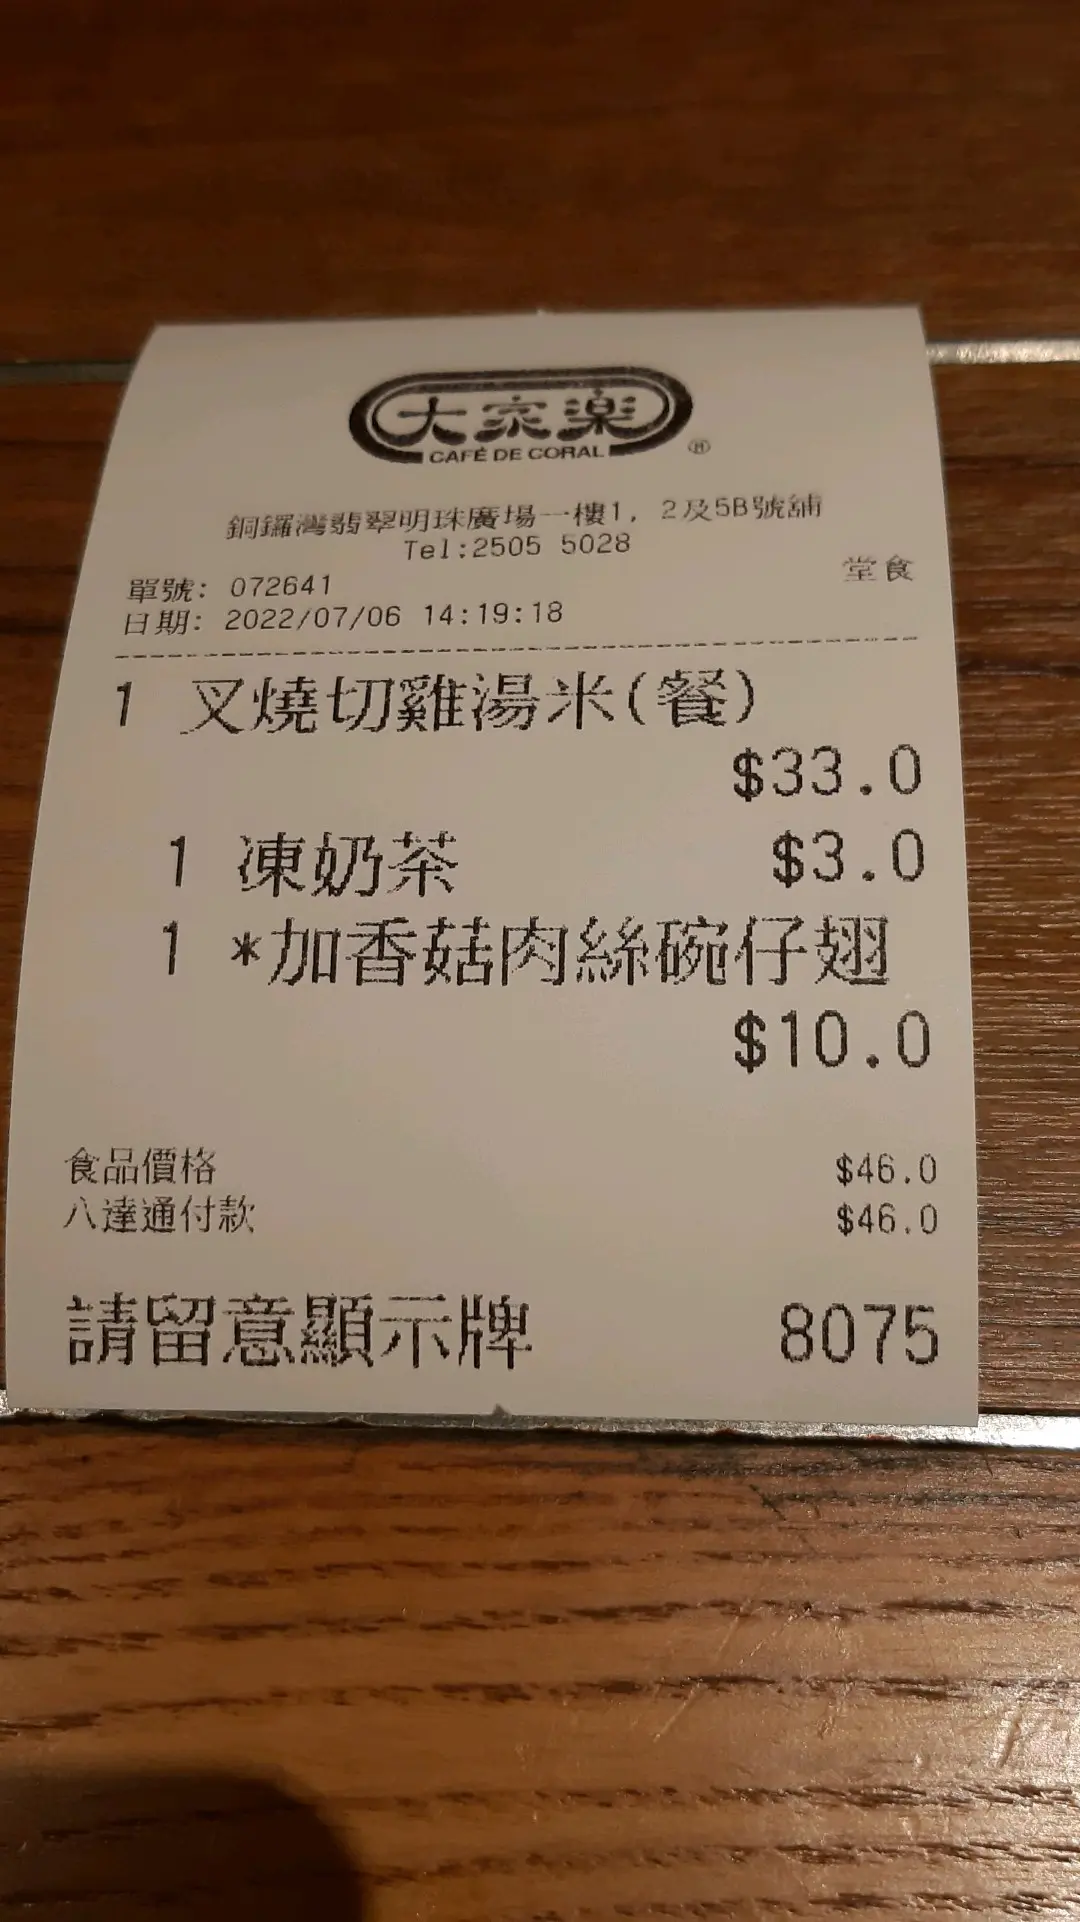 大家樂
CAFÉ DE CORAL ®
銅鑼灣翡翠明珠廣場一樓1, 2及5B號舖
Tel:2505 5028
堂食
單號: 072641
日期: 2022/07/06 14:19:18
1 叉燒切雞湯米(餐)
$33.0
1 凍奶茶 $3.0
1 *加香菇肉絲碗仔翅
$10.0
食品價格 $46.0
八達通付款 $46.0
請留意顯示牌 8075